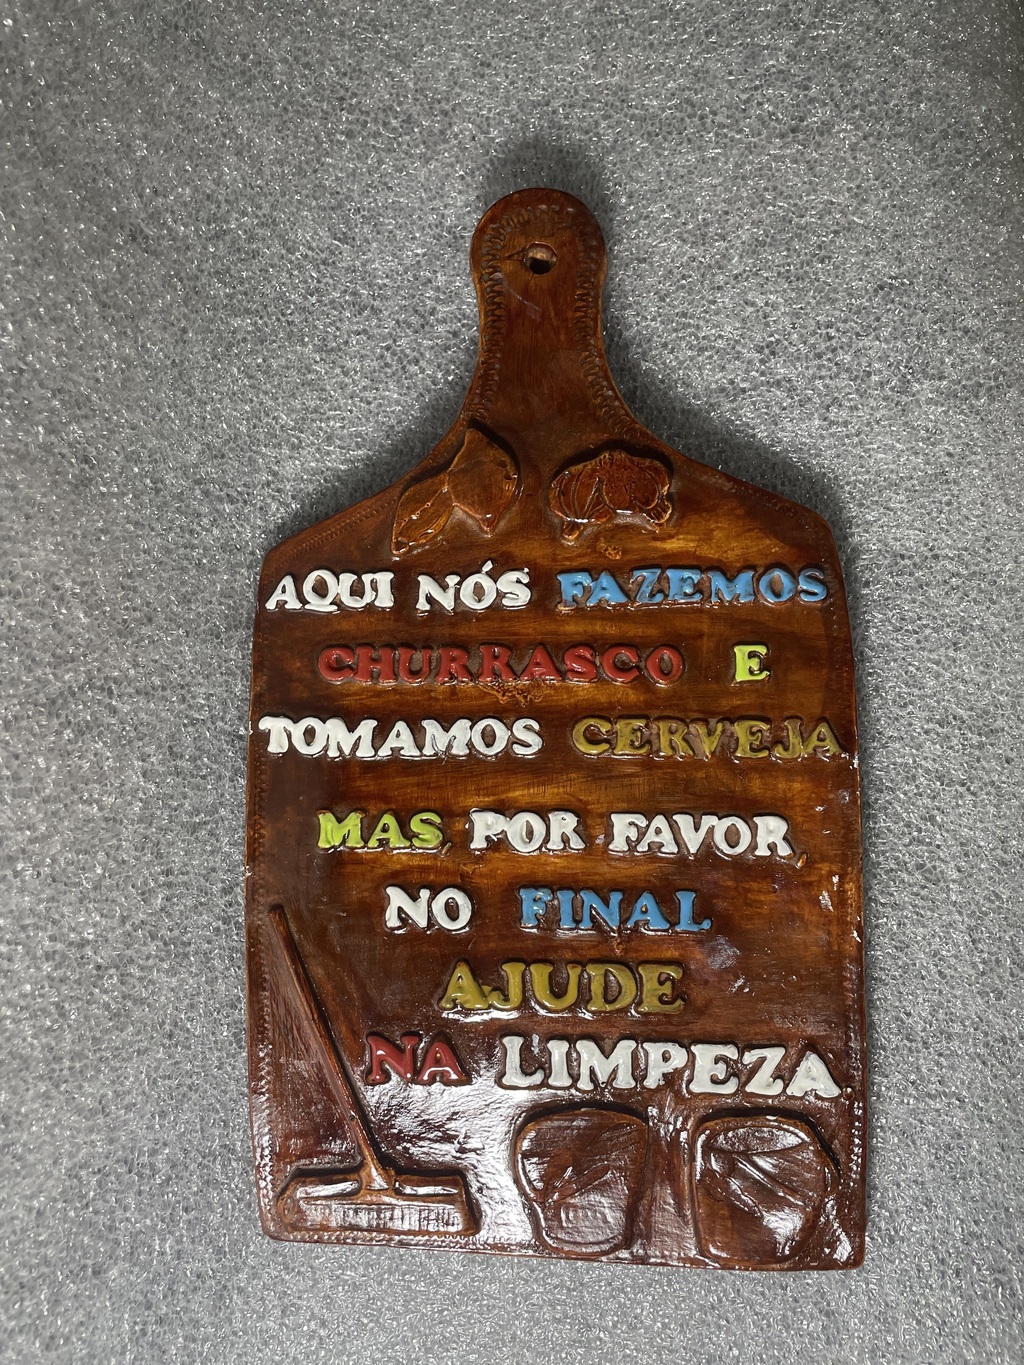 AQUI NÓS FAZEMOS
CHURRASCO E
TOMAMOS CERVEJA
MAS, POR FAVOR,
NO FINAL
AJUDE
NA LIMPEZA